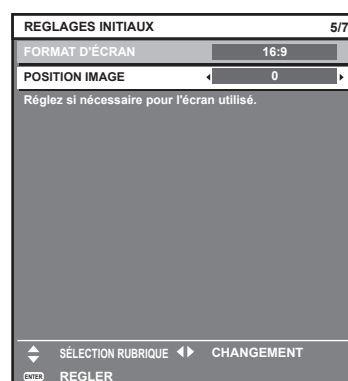 REGLAGES INITIAUX 5/7
FORMAT D'ÉCRAN 16:9
POSITION IMAGE 0
Réglez si nécessaire pour l'écran utilisé.
SÉLECTION RUBRIQUE CHANGEMENT
ENTER REGLER